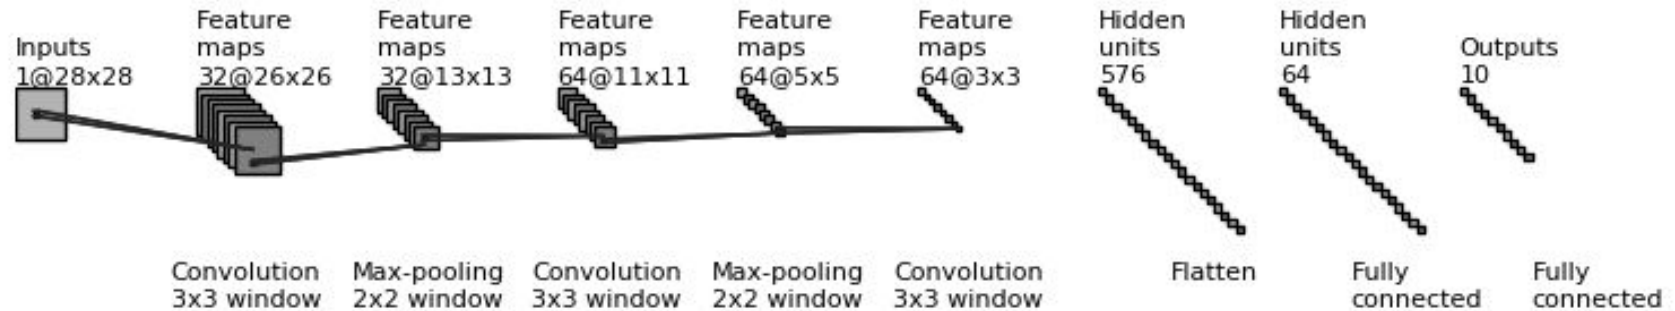 Inputs
1@28x28
Feature
maps
32@26x26
Feature
maps
32@13x13
Feature
maps
64@11x11
Feature
maps
64@5x5
Feature
maps
64@3x3
Hidden
units
576
Hidden
units
64
Outputs
10
Convolution
3x3 window
Max-pooling
2x2 window
Convolution
3x3 window
Max-pooling
2x2 window
Convolution
3x3 window
Flatten
Fully
connected
Fully
connected